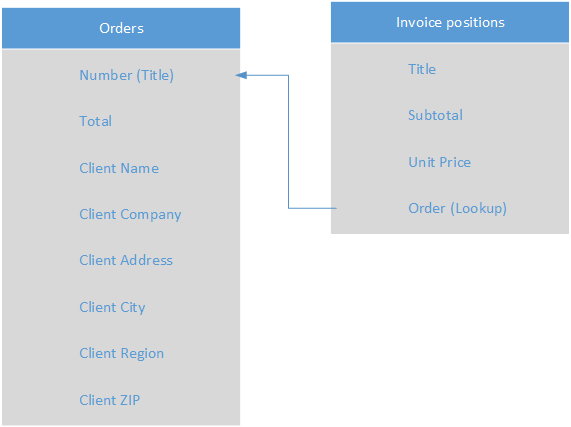 Orders
Number (Title)
Total
Client Name
Client Company
Client Address
Client City
Client Region
Client ZIP
Invoice positions
Title
Subtotal
Unit Price
Order (Lookup)